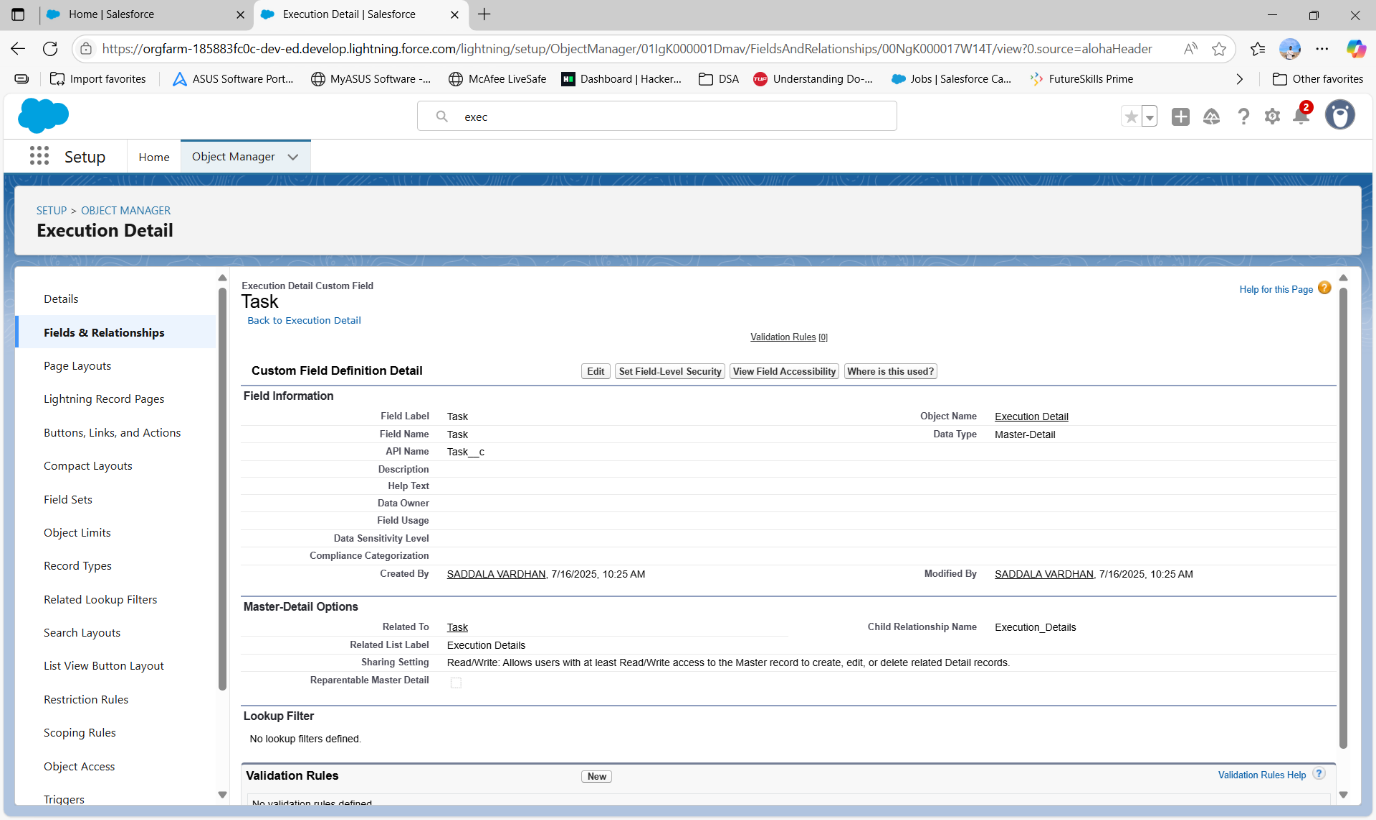 Home | Salesforce
Execution Detail | Salesforce
https://orgfarm-185883fc0c-dev-ed.develop.lightning.force.com/lightning/setup/ObjectManager/01IgK000001Dmav/FieldsAndRelationships/00NgK000017W14T/view?0.source=alohaHeader
Import favorites
ASUS Software Port...
MyASUS Software -...
McAfee LiveSafe
Dashboard | Hacker...
DSA
Understanding Do-...
Jobs | Salesforce Ca...
FutureSkills Prime
Other favorites
exec
2
Setup
Home
Object Manager
SETUP > OBJECT MANAGER
Execution Detail
Details
Fields & Relationships
Page Layouts
Lightning Record Pages
Buttons, Links, and Actions
Compact Layouts
Field Sets
Object Limits
Record Types
Related Lookup Filters
Search Layouts
List View Button Layout
Restriction Rules
Scoping Rules
Object Access
Triggers
Execution Detail Custom Field
Task
Back to Execution Detail
Help for this Page
Validation Rules [0]
Custom Field Definition Detail
Edit
Set Field-Level Security
View Field Accessibility
Where is this used?
Field Information
Field Label Task Object Name Execution Detail
Field Name Task Data Type Master-Detail
API Name Task__c
Description
Help Text
Data Owner
Field Usage
Data Sensitivity Level
Compliance Categorization
Created By SADDALA VARDHAN, 7/16/2025, 10:25 AM Modified By SADDALA VARDHAN, 7/16/2025, 10:25 AM
Master-Detail Options
Related To Task Child Relationship Name Execution_Details
Related List Label Execution Details
Sharing Setting Read/Write: Allows users with at least Read/Write access to the Master record to create, edit, or delete related Detail records.
Reparentable Master Detail
Lookup Filter
No lookup filters defined.
Validation Rules
New
Validation Rules Help
No validation rules defined.